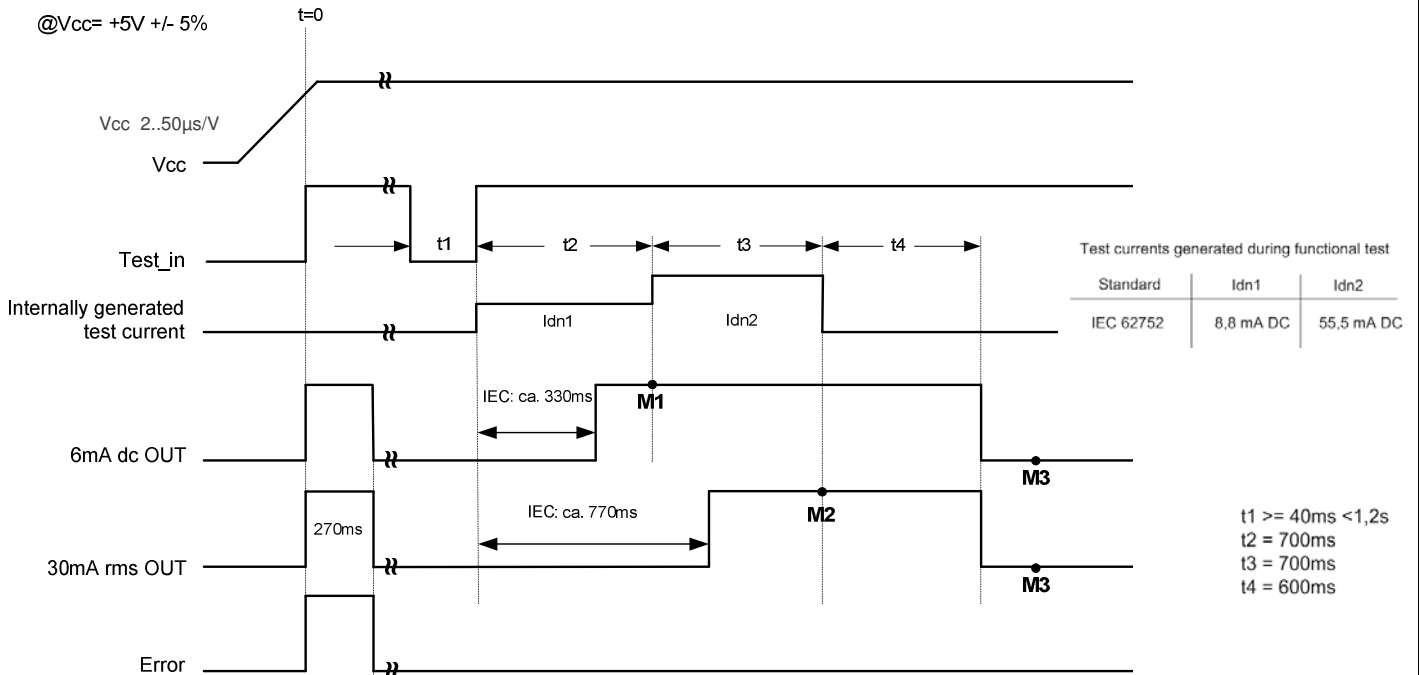 @Vcc= +5V +/- 5%
t=0
Vcc 2..50µs/V
Vcc
Test_in
t1
t2
t3
t4
Internally generated
test current
Idn1
Idn2
Test currents generated during functional test
Standard Idn1 Idn2
IEC 62752 8,8 mA DC 55,5 mA DC
IEC: ca. 330ms
M1
6mA dc OUT
M3
270ms
IEC: ca. 770ms
M2
30mA rms OUT
M3
t1 >= 40ms <1,2s
t2 = 700ms
t3 = 700ms
t4 = 600ms
Error